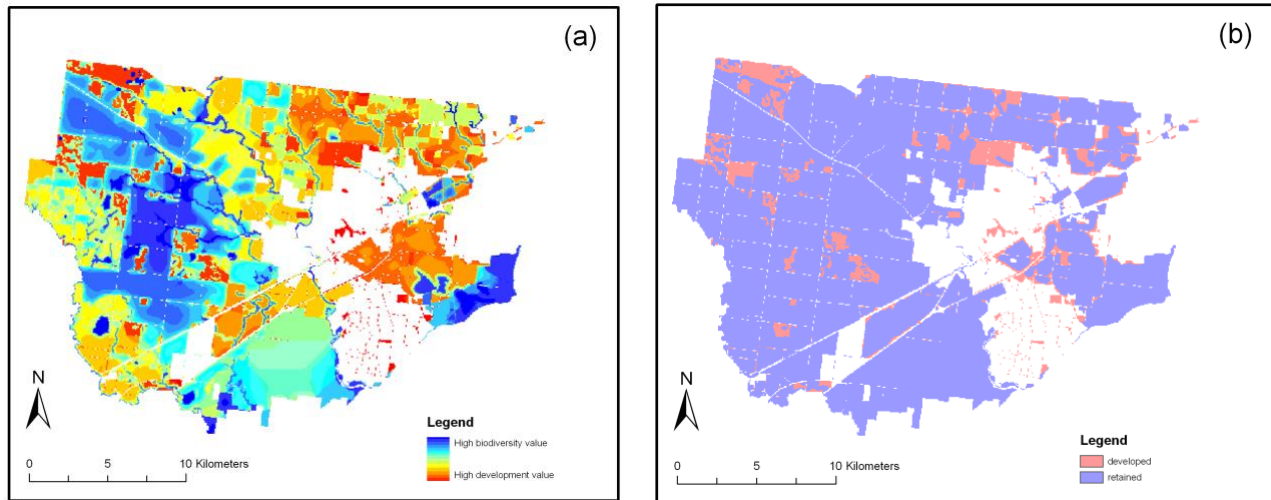 (a)
N
Legend
High biodiversity value
High development value
0 5 10 Kilometers
(b)
N
Legend
developed
retained
0 5 10 Kilometers